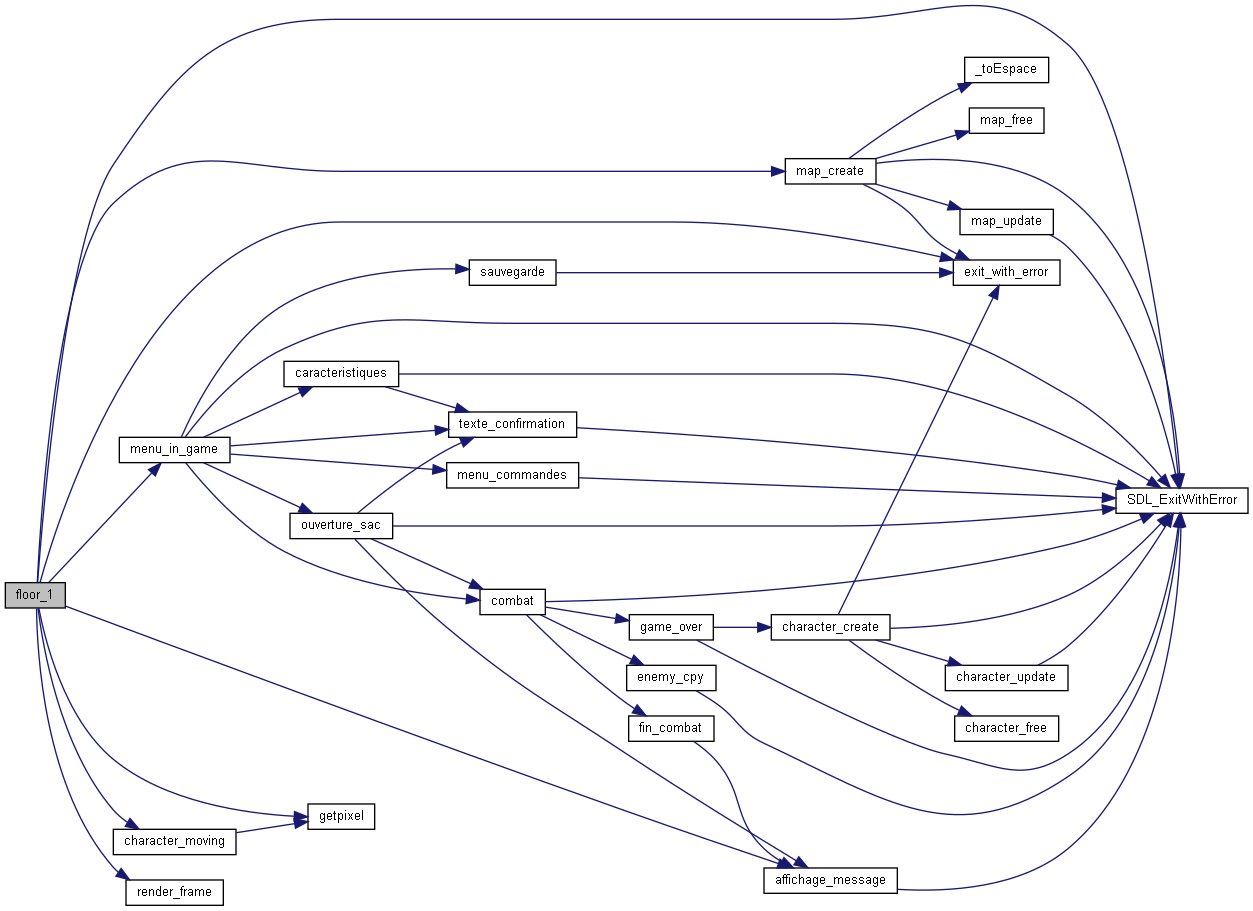 _toEspace
map_free
map_create
map_update
sauvegarde
exit_with_error
caracteristiques
texte_confirmation
menu_in_game
menu_commandes
SDL_ExitWithError
ouverture_sac
floor_1
combat
game_over
character_create
enemy_cpy
character_update
fin_combat
character_free
getpixel
character_moving
affichage_message
render_frame